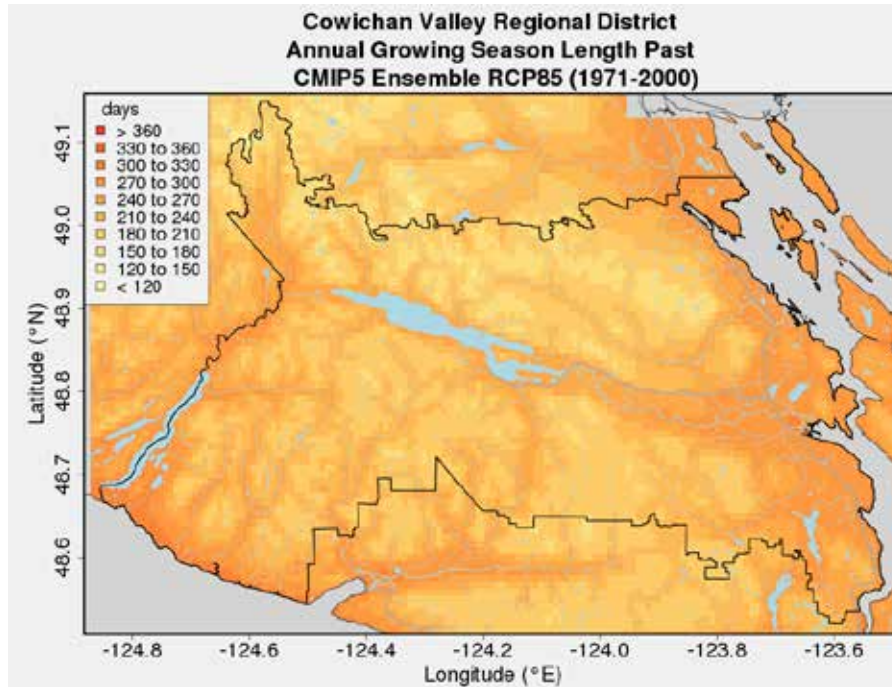 Cowichan Valley Regional District
Annual Growing Season Length Past
CMIP5 Ensemble RCP85 (1971-2000)
days
> 360
330 to 360
300 to 330
270 to 300
240 to 270
210 to 240
180 to 210
150 to 180
120 to 150
< 120
Latitude (°N)
49.1
49.0
48.9
48.8
48.7
48.6
-124.8
-124.6
-124.4
-124.2
-124.0
-123.8
-123.6
Longitude (°E)